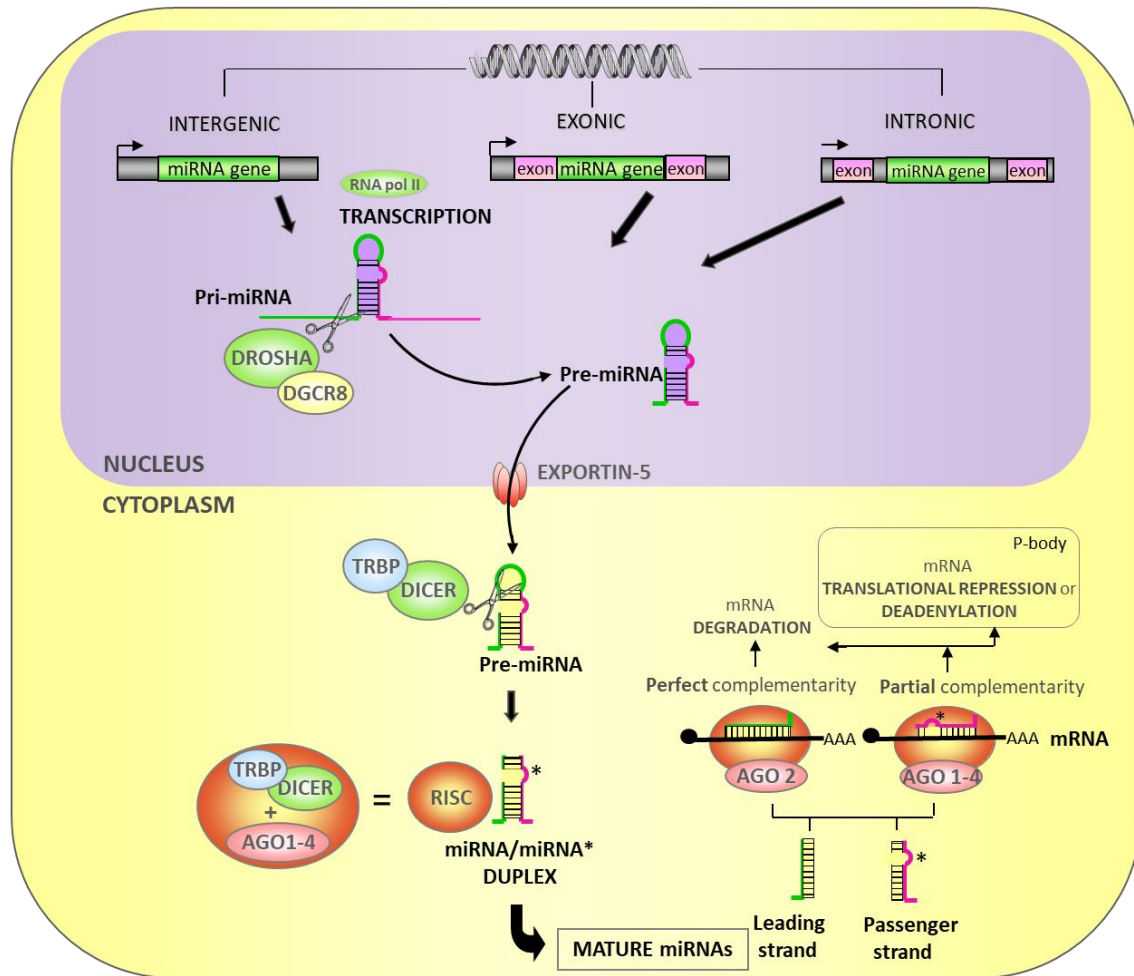 INTERGENIC
EXONIC
INTRONIC
miRNA gene
exon
miRNA gene
exon
exon
miRNA gene
exon
RNA pol II
TRANSCRIPTION
Pri-miRNA
DROSHA
DGCR8
Pre-miRNA
NUCLEUS
EXPORTIN-5
CYTOPLASM
TRBP
DICER
Pre-miRNA
P-body
mRNA
TRANSLATIONAL REPRESSION or
DEADENYLATION
mRNA
DEGRADATION
Perfect complementarity
Partial complementarity
*
AAA
AAA
mRNA
AGO 2
AGO 1-4
TRBP
DICER
+
AGO1-4
=
RISC
*
miRNA/miRNA*
DUPLEX
*
Leading
strand
Passenger
strand
MATURE miRNAs